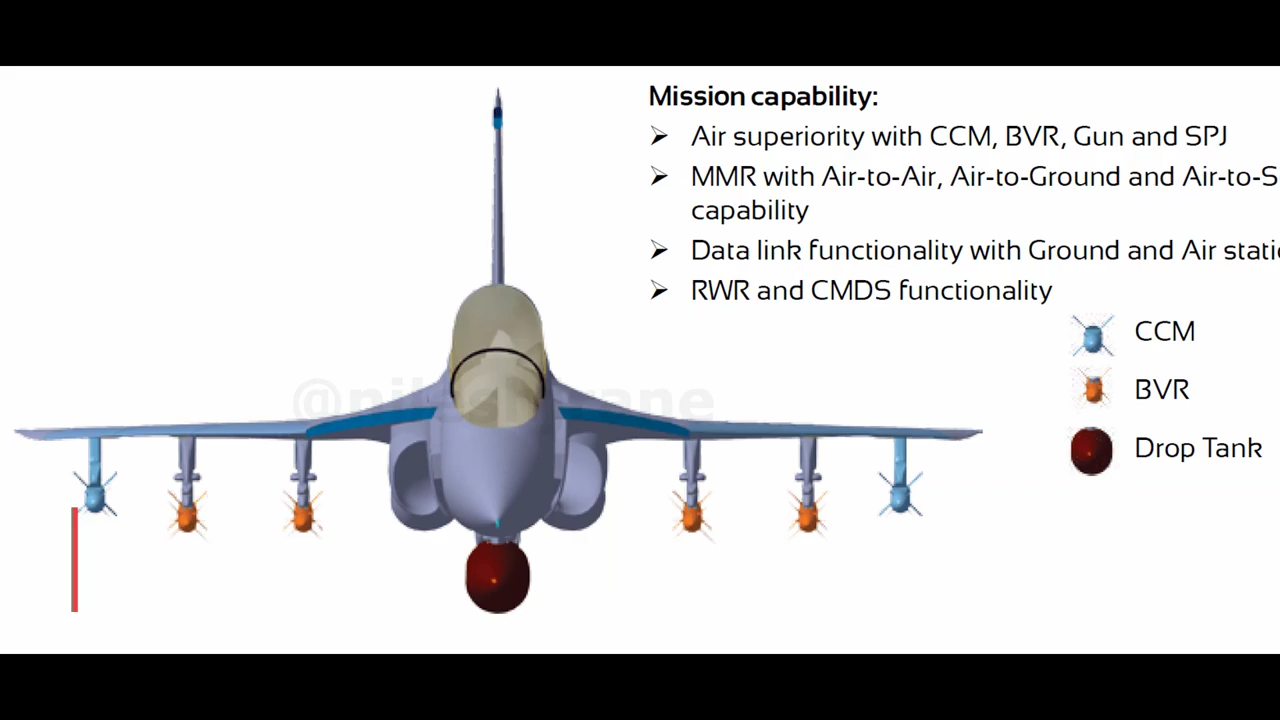 Mission capability:
Air superiority with CCM, BVR, Gun and SPJ
MMR with Air-to-Air, Air-to-Ground and Air-to-S
capability
Data link functionality with Ground and Air stati
RWR and CMDS functionality
CCM
BVR
Drop Tank